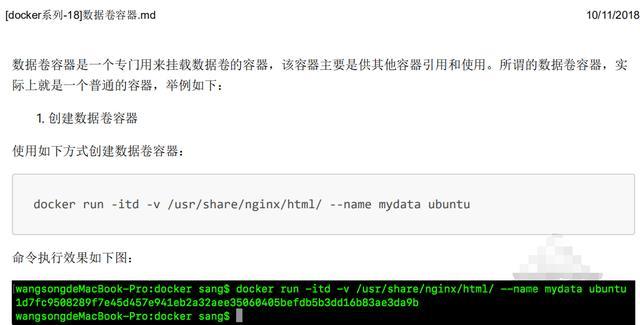 [docker系列-18]数据卷容器.md
10/11/2018
数据卷容器是一个专门用来挂载数据卷的容器，该容器主要是供其他容器引用和使用。所谓的数据卷容器，实
际上就是一个普通的容器，举例如下：
1. 创建数据卷容器
使用如下方式创建数据卷容器：
docker run -itd -v /usr/share/nginx/html/ --name mydata ubuntu
命令执行效果如下图：
wangsongdeMacBook-Pro:docker sang$ docker run -itd -v /usr/share/nginx/html/ --name mydata ubuntu
1d7fc9508289f7e45d457e941eb2a32aee35060405befdb5b3dd16b83ae3da9b
wangsongdeMacBook-Pro:docker sang$